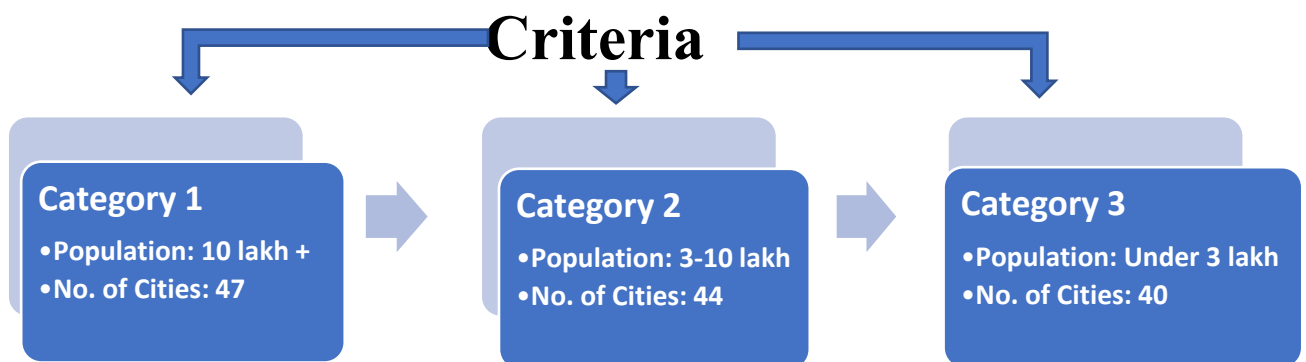 Criteria
Category 1
•Population: 10 lakh +
•No. of Cities: 47
Category 2
•Population: 3-10 lakh
•No. of Cities: 44
Category 3
•Population: Under 3 lakh
•No. of Cities: 40